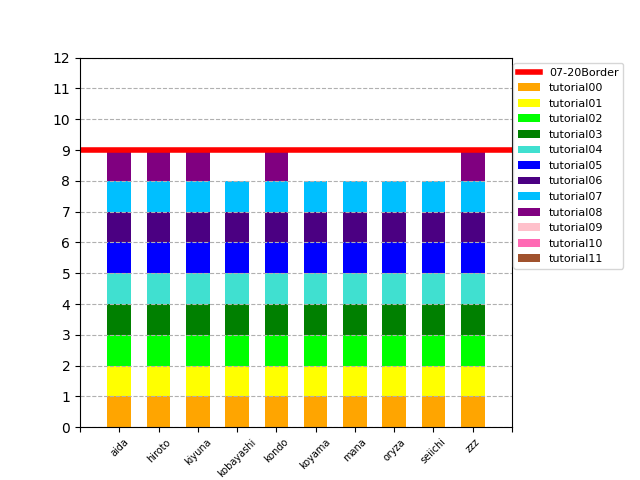 12
11
10
9
8
7
6
5
4
3
2
1
0
aida
hiroto
kiyuna
kobayashi
kondo
koyama
mana
oryza
seiichi
zzz
07-20Border
tutorial00
tutorial01
tutorial02
tutorial03
tutorial04
tutorial05
tutorial06
tutorial07
tutorial08
tutorial09
tutorial10
tutorial11